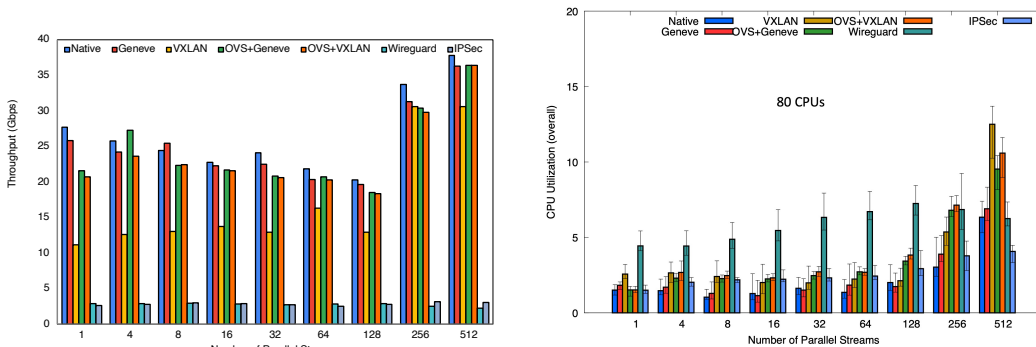 40
35
30
25
20
15
10
5
0
Throughput (Gbps)
Native Geneve VXLAN OVS+Geneve OVS+VXLAN Wireguard IPSec
1 4 8 16 32 64 128 256 512
20
15
10
5
0
CPU Utilization (overall)
Native VXLAN OVS+VXLAN IPSec
Geneve OVS+Geneve Wireguard
80 CPUs
1 4 8 16 32 64 128 256 512
Number of Parallel Streams